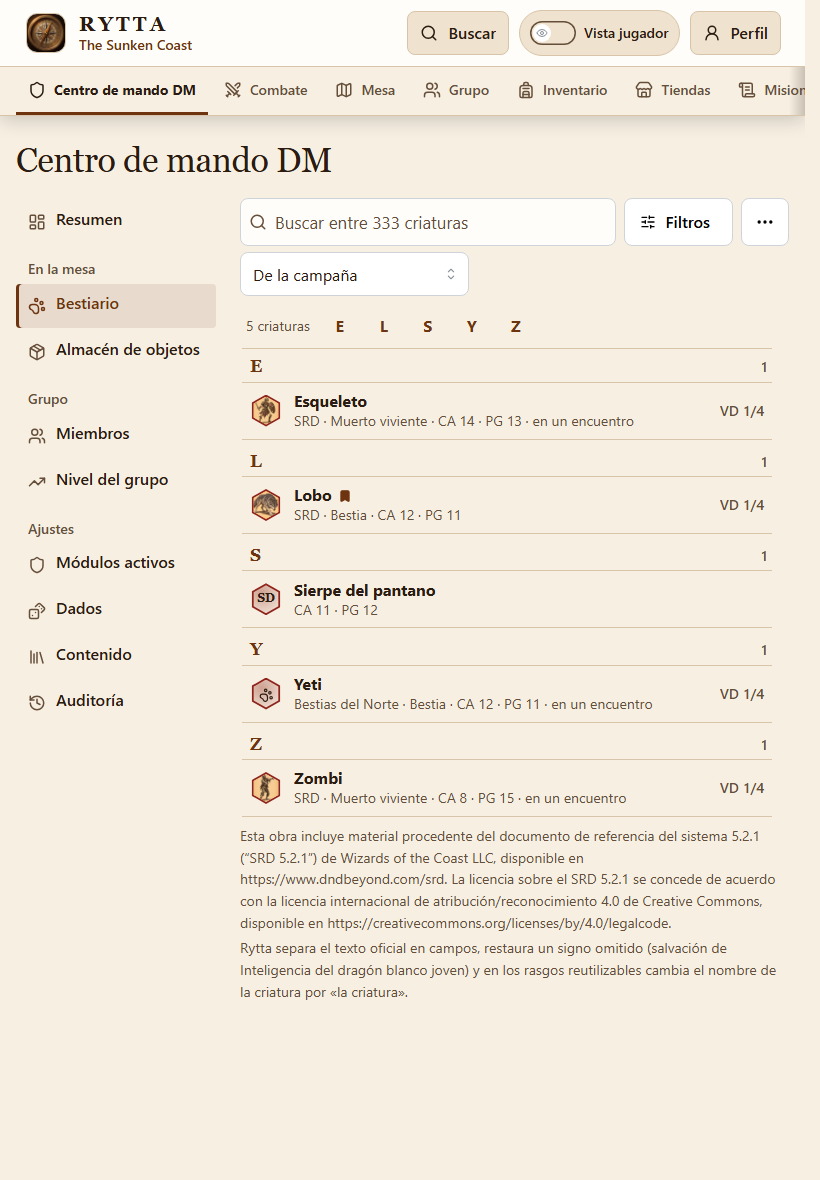 RYTTA
The Sunken Coast
Buscar
Vista jugador
Perfil
Centro de mando DM
Combate
Mesa
Grupo
Inventario
Tiendas
Mision
Centro de mando DM
Resumen
En la mesa
Bestiario
Almacén de objetos
Grupo
Miembros
Nivel del grupo
Ajustes
Módulos activos
Dados
Contenido
Auditoría
Buscar entre 333 criaturas
Filtros
De la campaña
5 criaturas E L S Y Z
E 1
Esqueleto
SRD · Muerto viviente · CA 14 · PG 13 · en un encuentro
VD 1/4
L 1
Lobo
SRD · Bestia · CA 12 · PG 11
VD 1/4
S 1
SD
Sierpe del pantano
CA 11 · PG 12
Y 1
Yeti
Bestias del Norte · Bestia · CA 12 · PG 11 · en un encuentro
VD 1/4
Z 1
Zombi
SRD · Muerto viviente · CA 8 · PG 15 · en un encuentro
VD 1/4
Esta obra incluye material procedente del documento de referencia del sistema 5.2.1
(“SRD 5.2.1”) de Wizards of the Coast LLC, disponible en
https://www.dndbeyond.com/srd. La licencia sobre el SRD 5.2.1 se concede de acuerdo
con la licencia internacional de atribución/reconocimiento 4.0 de Creative Commons,
disponible en https://creativecommons.org/licenses/by/4.0/legalcode.
Rytta separa el texto oficial en campos, restaura un signo omitido (salvación de
Inteligencia del dragón blanco joven) y en los rasgos reutilizables cambia el nombre de
la criatura por «la criatura».